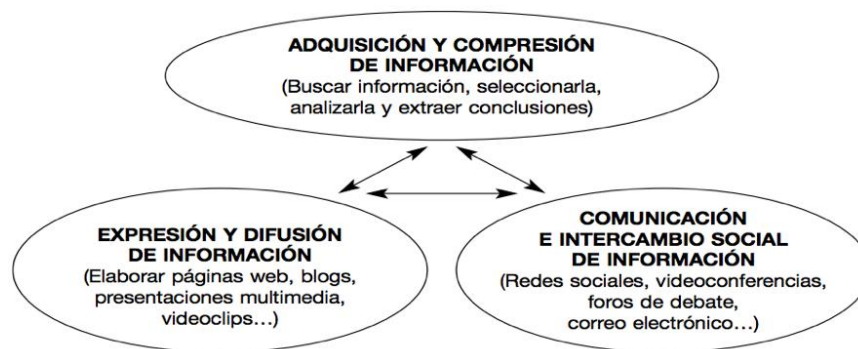 ADQUISICIÓN Y COMPRESIÓN
DE INFORMACIÓN
(Buscar información, seleccionarla,
analizarla y extraer conclusiones)
EXPRESIÓN Y DIFUSIÓN
DE INFORMACIÓN
(Elaborar páginas web, blogs,
presentaciones multimedia,
videoclips...)
COMUNICACIÓN
E INTERCAMBIO SOCIAL
DE INFORMACIÓN
(Redes sociales, videoconferencias,
foros de debate,
correo electrónico...)